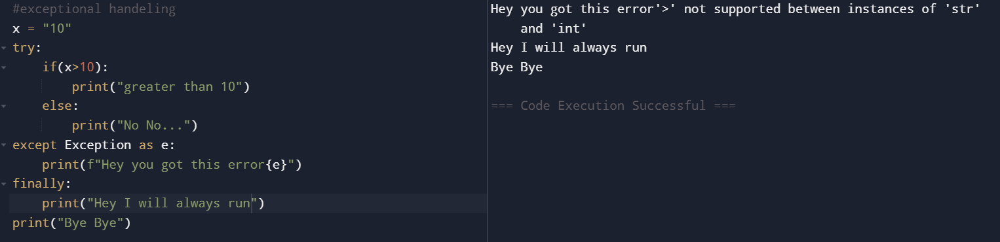 #exceptional handeling
x = "10"
try:
    if(x>10):
        print("greater than 10")
    else:
        print("No No...")
except Exception as e:
    print(f"Hey you got this error{e}")
finally:
    print("Hey I will always run")
print("Bye Bye")
Hey you got this error'>' not supported between instances of 'str'
    and 'int'
Hey I will always run
Bye Bye
=== Code Execution Successful ===